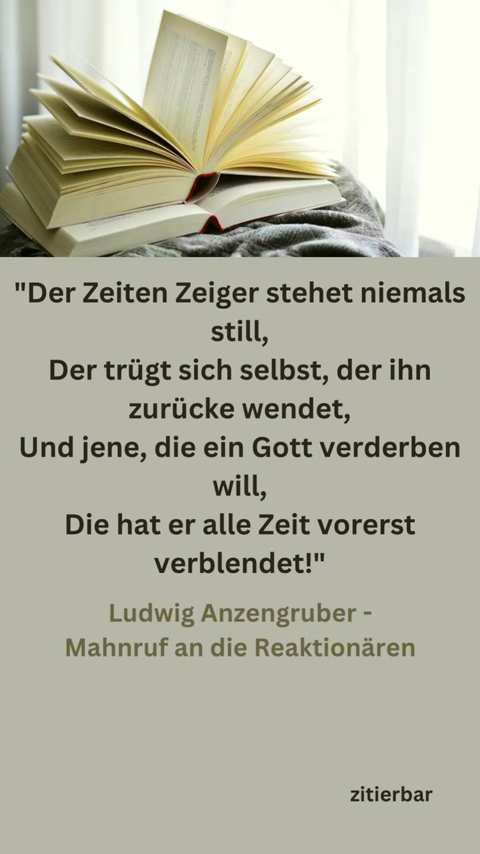 "Der Zeiten Zeiger stehet niemals
still,
Der trügt sich selbst, der ihn
zurücke wendet,
Und jene, die ein Gott verderben
will,
Die hat er alle Zeit vorerst
verblendet!"
Ludwig Anzengruber -
Mahnruf an die Reaktionären
zitierbar